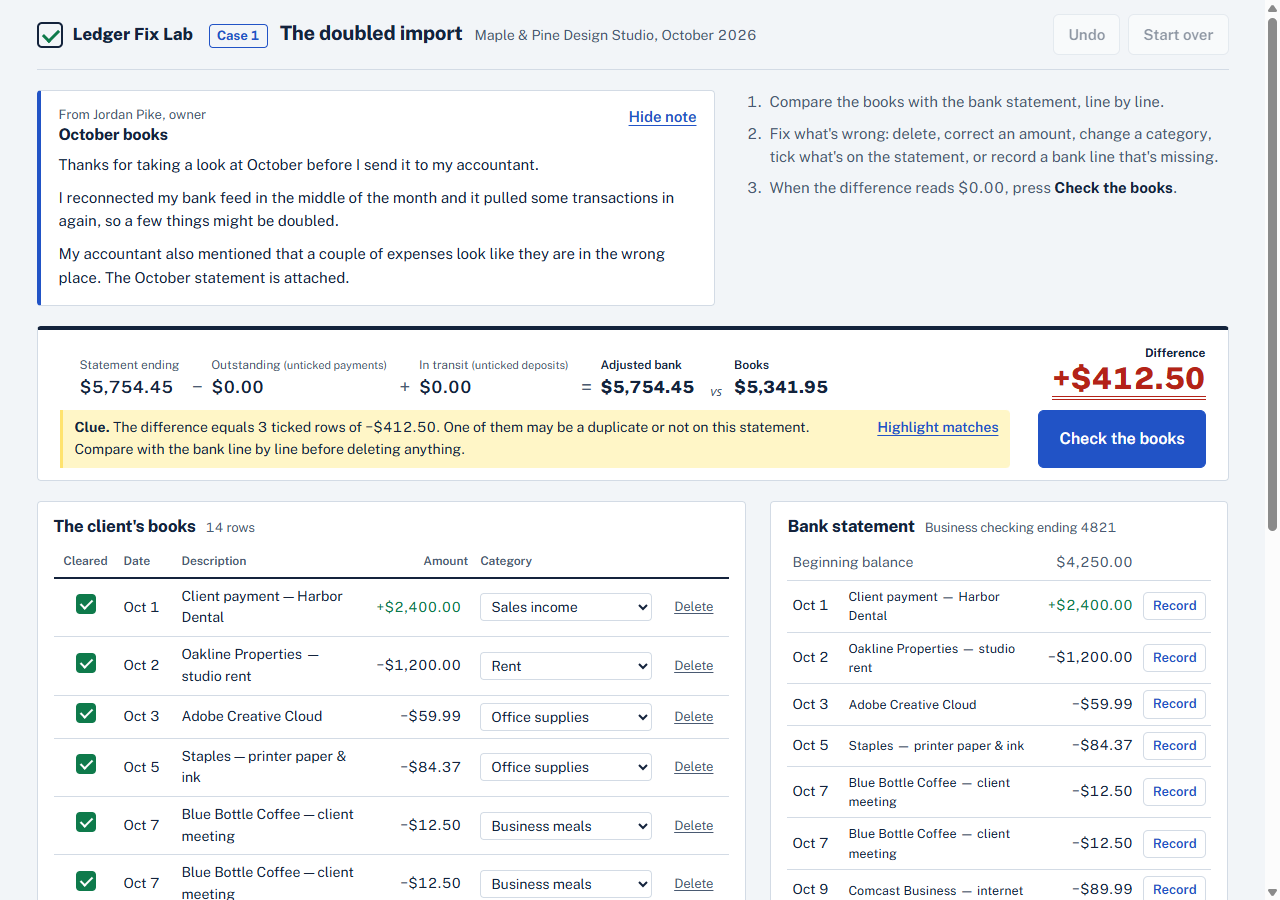 Ledger Fix Lab Case 1 The doubled import Maple & Pine Design Studio, October 2026 Undo Start over
From Jordan Pike, owner
Hide note
October books
Thanks for taking a look at October before I send it to my accountant.
I reconnected my bank feed in the middle of the month and it pulled some transactions in
again, so a few things might be doubled.
My accountant also mentioned that a couple of expenses look like they are in the wrong
place. The October statement is attached.
1. Compare the books with the bank statement, line by line.
2. Fix what's wrong: delete, correct an amount, change a category,
tick what's on the statement, or record a bank line that's missing.
3. When the difference reads $0.00, press Check the books.
Statement ending Outstanding (unticked payments) In transit (unticked deposits) Adjusted bank Books
$5,754.45 − $0.00 + $0.00 = $5,754.45 vs $5,341.95
Difference
+$412.50
Clue. The difference equals 3 ticked rows of −$412.50. One of them may be a duplicate or not on this statement.
Compare with the bank line by line before deleting anything.
Highlight matches
Check the books
The client's books 14 rows
Cleared Date Description Amount Category
Oct 1 Client payment — Harbor
Dental +$2,400.00 Sales income Delete
Oct 2 Oakline Properties —
studio rent −$1,200.00 Rent Delete
Oct 3 Adobe Creative Cloud −$59.99 Office supplies Delete
Oct 5 Staples — printer paper &
ink −$84.37 Office supplies Delete
Oct 7 Blue Bottle Coffee — client
meeting −$12.50 Business meals Delete
Oct 7 Blue Bottle Coffee — client
meeting −$12.50 Business meals Delete
Bank statement Business checking ending 4821
Beginning balance $4,250.00
Oct 1 Client payment — Harbor
Dental +$2,400.00 Record
Oct 2 Oakline Properties — studio
rent −$1,200.00 Record
Oct 3 Adobe Creative Cloud −$59.99 Record
Oct 5 Staples — printer paper & ink −$84.37 Record
Oct 7 Blue Bottle Coffee — client
meeting −$12.50 Record
Oct 7 Blue Bottle Coffee — client
meeting −$12.50 Record
Oct 9 Comcast Business — internet −$89.99 Record